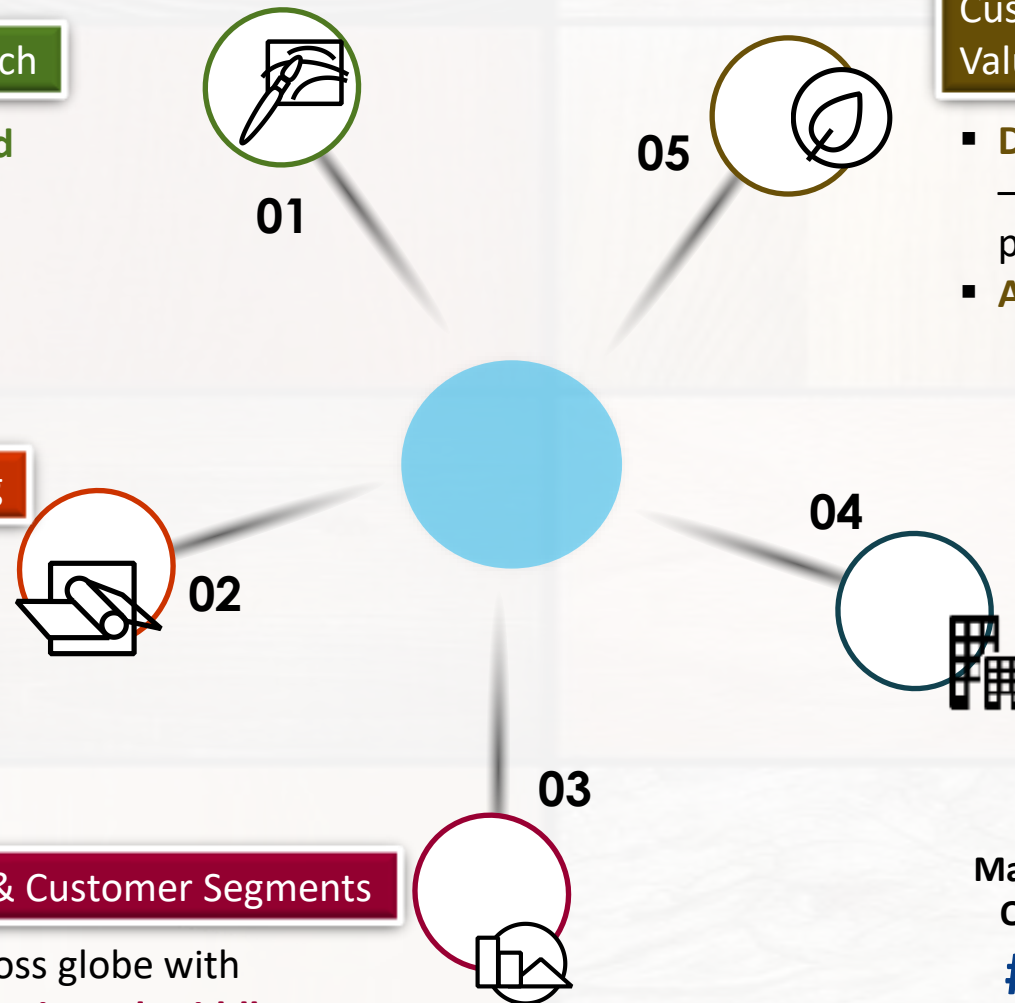 ch
d
01
02
g
& Customer Segments
oss globe with
03
04
05
Cus
Valu
▪ D
–
p
▪ A
Ma
#